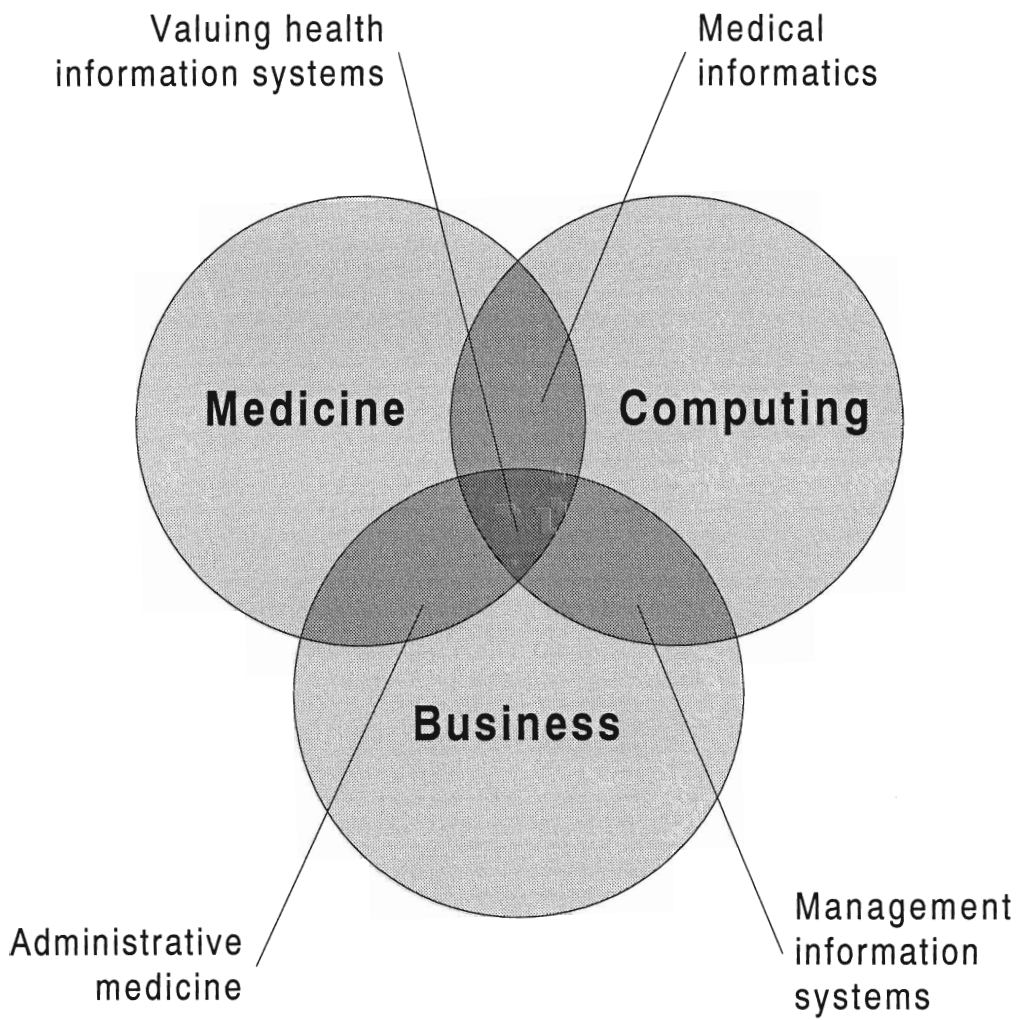 Valuing health
information systems
Medical
informatics
Medicine
Computing
Business
Administrative
medicine
Management
information
systems